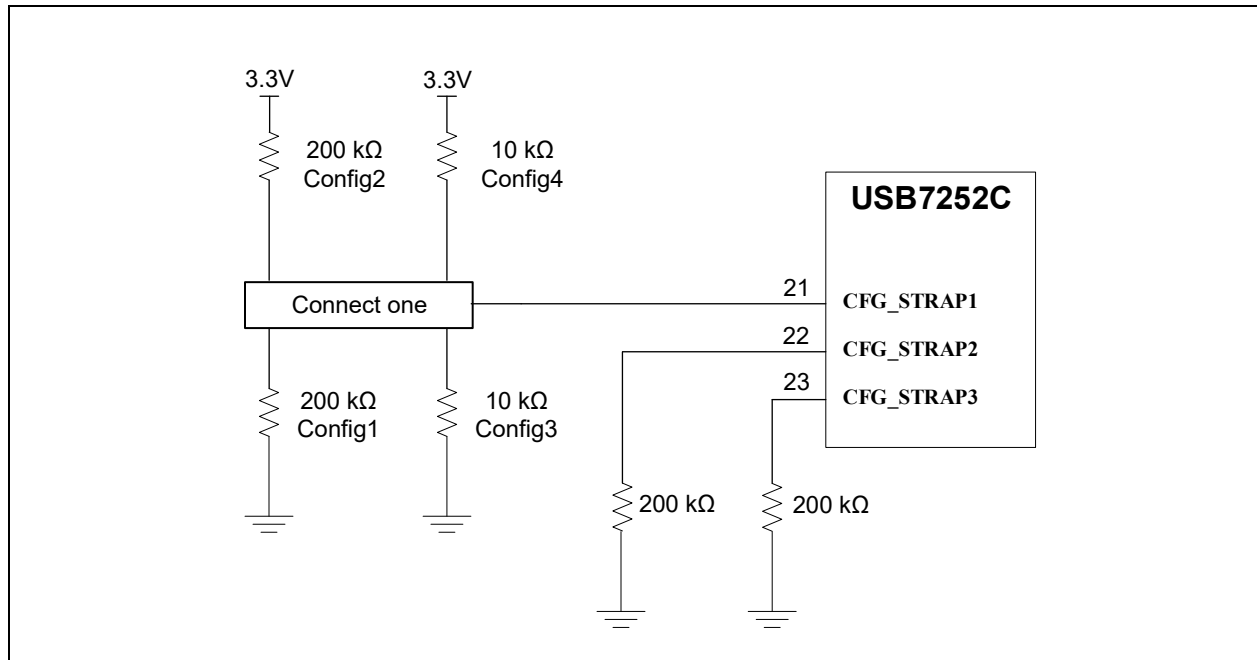 3.3V
3.3V
200 kΩ
Config2
10 kΩ
Config4
USB7252C
Connect one
21
CFG_STRAP1
22
CFG_STRAP2
23
CFG_STRAP3
200 kΩ
Config1
10 kΩ
Config3
200 kΩ
200 kΩ